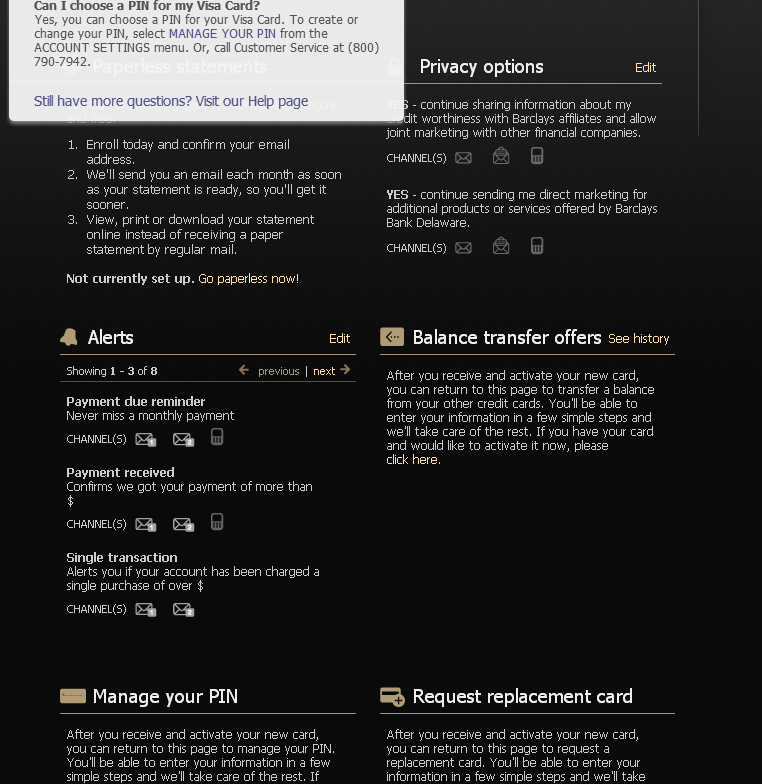 Can I choose a PIN for my Visa Card?
Yes, you can choose a PIN for your Visa Card. To create or
change your PIN, select MANAGE YOUR PIN from the
ACCOUNT SETTINGS menu. Or, call Customer Service at (800)
790-7942.
Still have more questions? Visit our Help page
Paperless statements
1. Enroll today and confirm your email
address.
2. We'll send you an email each month as soon
as your statement is ready, so you'll get it
sooner.
3. View, print or download your statement
online instead of receiving a paper
statement by regular mail.
Not currently set up. Go paperless now!
Privacy options
Edit
YES - continue sharing information about my
credit worthiness with Barclays affiliates and allow
joint marketing with other financial companies.
CHANNEL(S)
YES - continue sending me direct marketing for
additional products or services offered by Barclays
Bank Delaware.
CHANNEL(S)
Alerts
Edit
Showing 1 - 3 of 8
previous | next
Payment due reminder
Never miss a monthly payment
CHANNEL(S) 1 2
Payment received
Confirms we got your payment of more than
$
CHANNEL(S) 1 2
Single transaction
Alerts you if your account has been charged a
single purchase of over $
CHANNEL(S) 1 2
Balance transfer offers
See history
After you receive and activate your new card,
you can return to this page to transfer a balance
from your other credit cards. You'll be able to
enter your information in a few simple steps and
we'll take care of the rest. If you have your card
and would like to activate it now, please
click here.
Manage your PIN
After you receive and activate your new card,
you can return to this page to manage your PIN.
You'll be able to enter your information in a few
simple steps and we'll take care of the rest. If
Request replacement card
After you receive and activate your new card,
you can return to this page to request a
replacement card. You'll be able to enter your
information in a few simple steps and we'll take